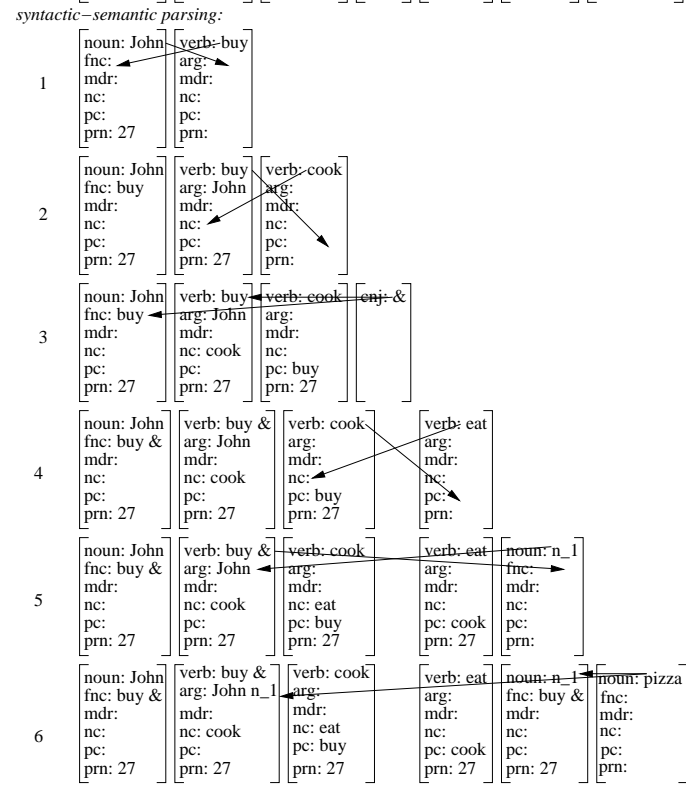 syntactic−semantic parsing:
1
noun: John
fnc:
mdr:
nc:
pc:
prn: 27
verb: buy
arg:
mdr:
nc:
pc:
prn:
2
noun: John
fnc: buy
mdr:
nc:
pc:
prn: 27
verb: buy
arg: John
mdr:
nc:
pc:
prn: 27
verb: cook
arg:
mdr:
nc:
pc:
prn:
3
noun: John
fnc: buy
mdr:
nc:
pc:
prn: 27
verb: buy
arg: John
mdr:
nc: cook
pc:
prn: 27
verb: cook
arg:
mdr:
nc:
pc: buy
prn: 27
cnj: &
4
noun: John
fnc: buy &
mdr:
nc:
pc:
prn: 27
verb: buy &
arg: John
mdr:
nc: cook
pc:
prn: 27
verb: cook
arg:
mdr:
nc:
pc: buy
prn: 27
verb: eat
arg:
mdr:
nc:
pc:
prn:
5
noun: John
fnc: buy &
mdr:
nc:
pc:
prn: 27
verb: buy &
arg: John
mdr:
nc: cook
pc:
prn: 27
verb: cook
arg:
mdr:
nc: eat
pc: buy
prn: 27
verb: eat
arg:
mdr:
nc:
pc: cook
prn: 27
noun: n_1
fnc:
mdr:
nc:
pc:
prn:
6
noun: John
fnc: buy &
mdr:
nc:
pc:
prn: 27
verb: buy &
arg: John n_1
mdr:
nc: cook
pc:
prn: 27
verb: cook
arg:
mdr:
nc: eat
pc: buy
prn: 27
verb: eat
arg:
mdr:
nc:
pc: cook
prn: 27
noun: n_1
fnc: buy &
mdr:
nc:
pc:
prn: 27
noun: pizza
fnc:
mdr:
nc:
pc:
prn: